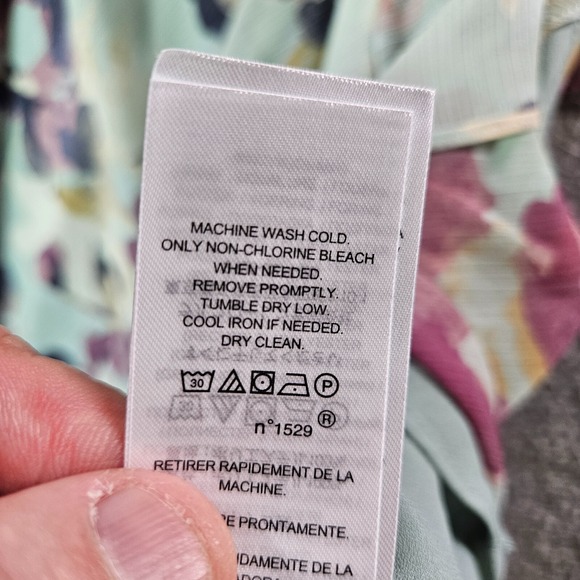 MACHINE WASH COLD.
ONLY NON-CHLORINE BLEACH
WHEN NEEDED.
REMOVE PROMPTLY.
TUMBLE DRY LOW.
COOL IRON IF NEEDED.
DRY CLEAN.
30 P
n°1529 ®
RETIRER RAPIDEMENT DE LA
MACHINE.
PRONTAMENTE.
DE LA